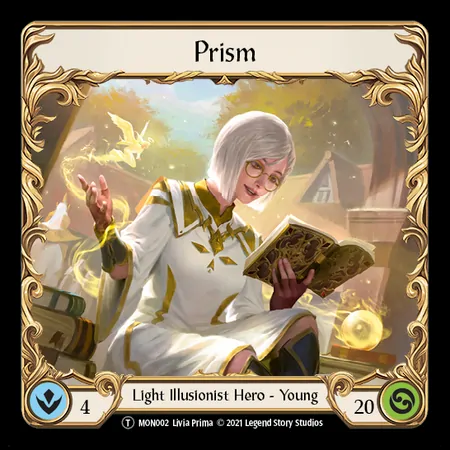 Prism
4
Light Illusionist Hero - Young
20
T MON002 Livia Prima © 2021 Legend Story Studios